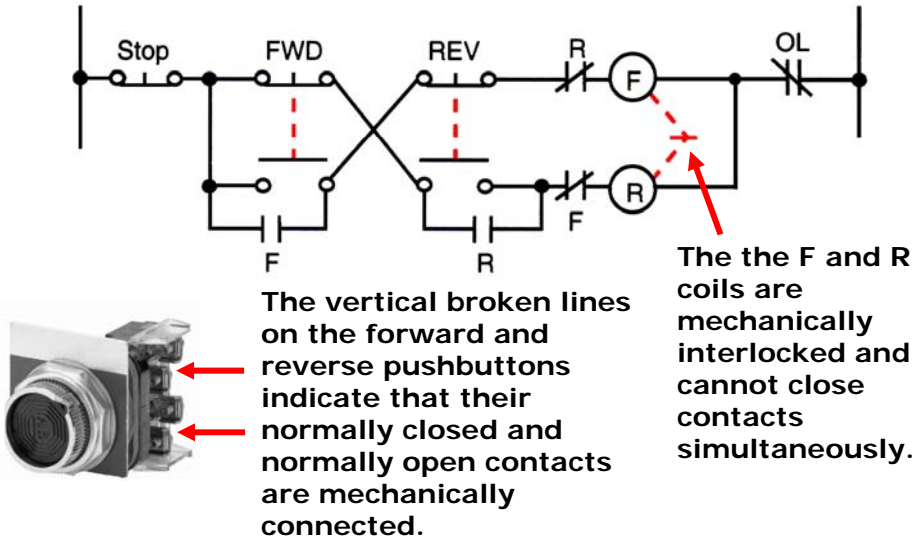 Stop FWD REV R F OL
R F
F R
The vertical broken lines
on the forward and
reverse pushbuttons
indicate that their
normally closed and
normally open contacts
are mechanically
connected.
The the F and R
coils are
mechanically
interlocked and
cannot close
contacts
simultaneously.